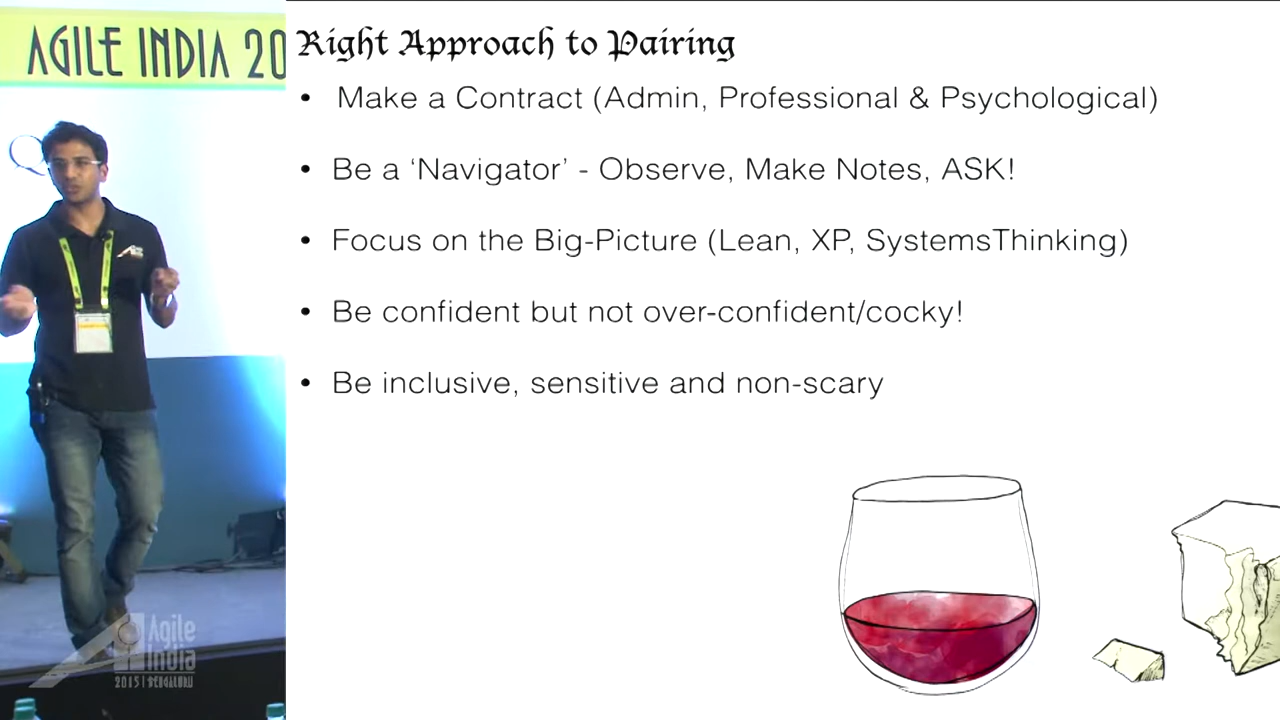 AGILE INDIA 20
Right Approach to Pairing
• Make a Contract (Admin, Professional & Psychological)
• Be a ‘Navigator’ - Observe, Make Notes, ASK!
• Focus on the Big-Picture (Lean, XP, SystemsThinking)
• Be confident but not over-confident/cocky!
• Be inclusive, sensitive and non-scary
Agile
India
2015 | BENGALURU